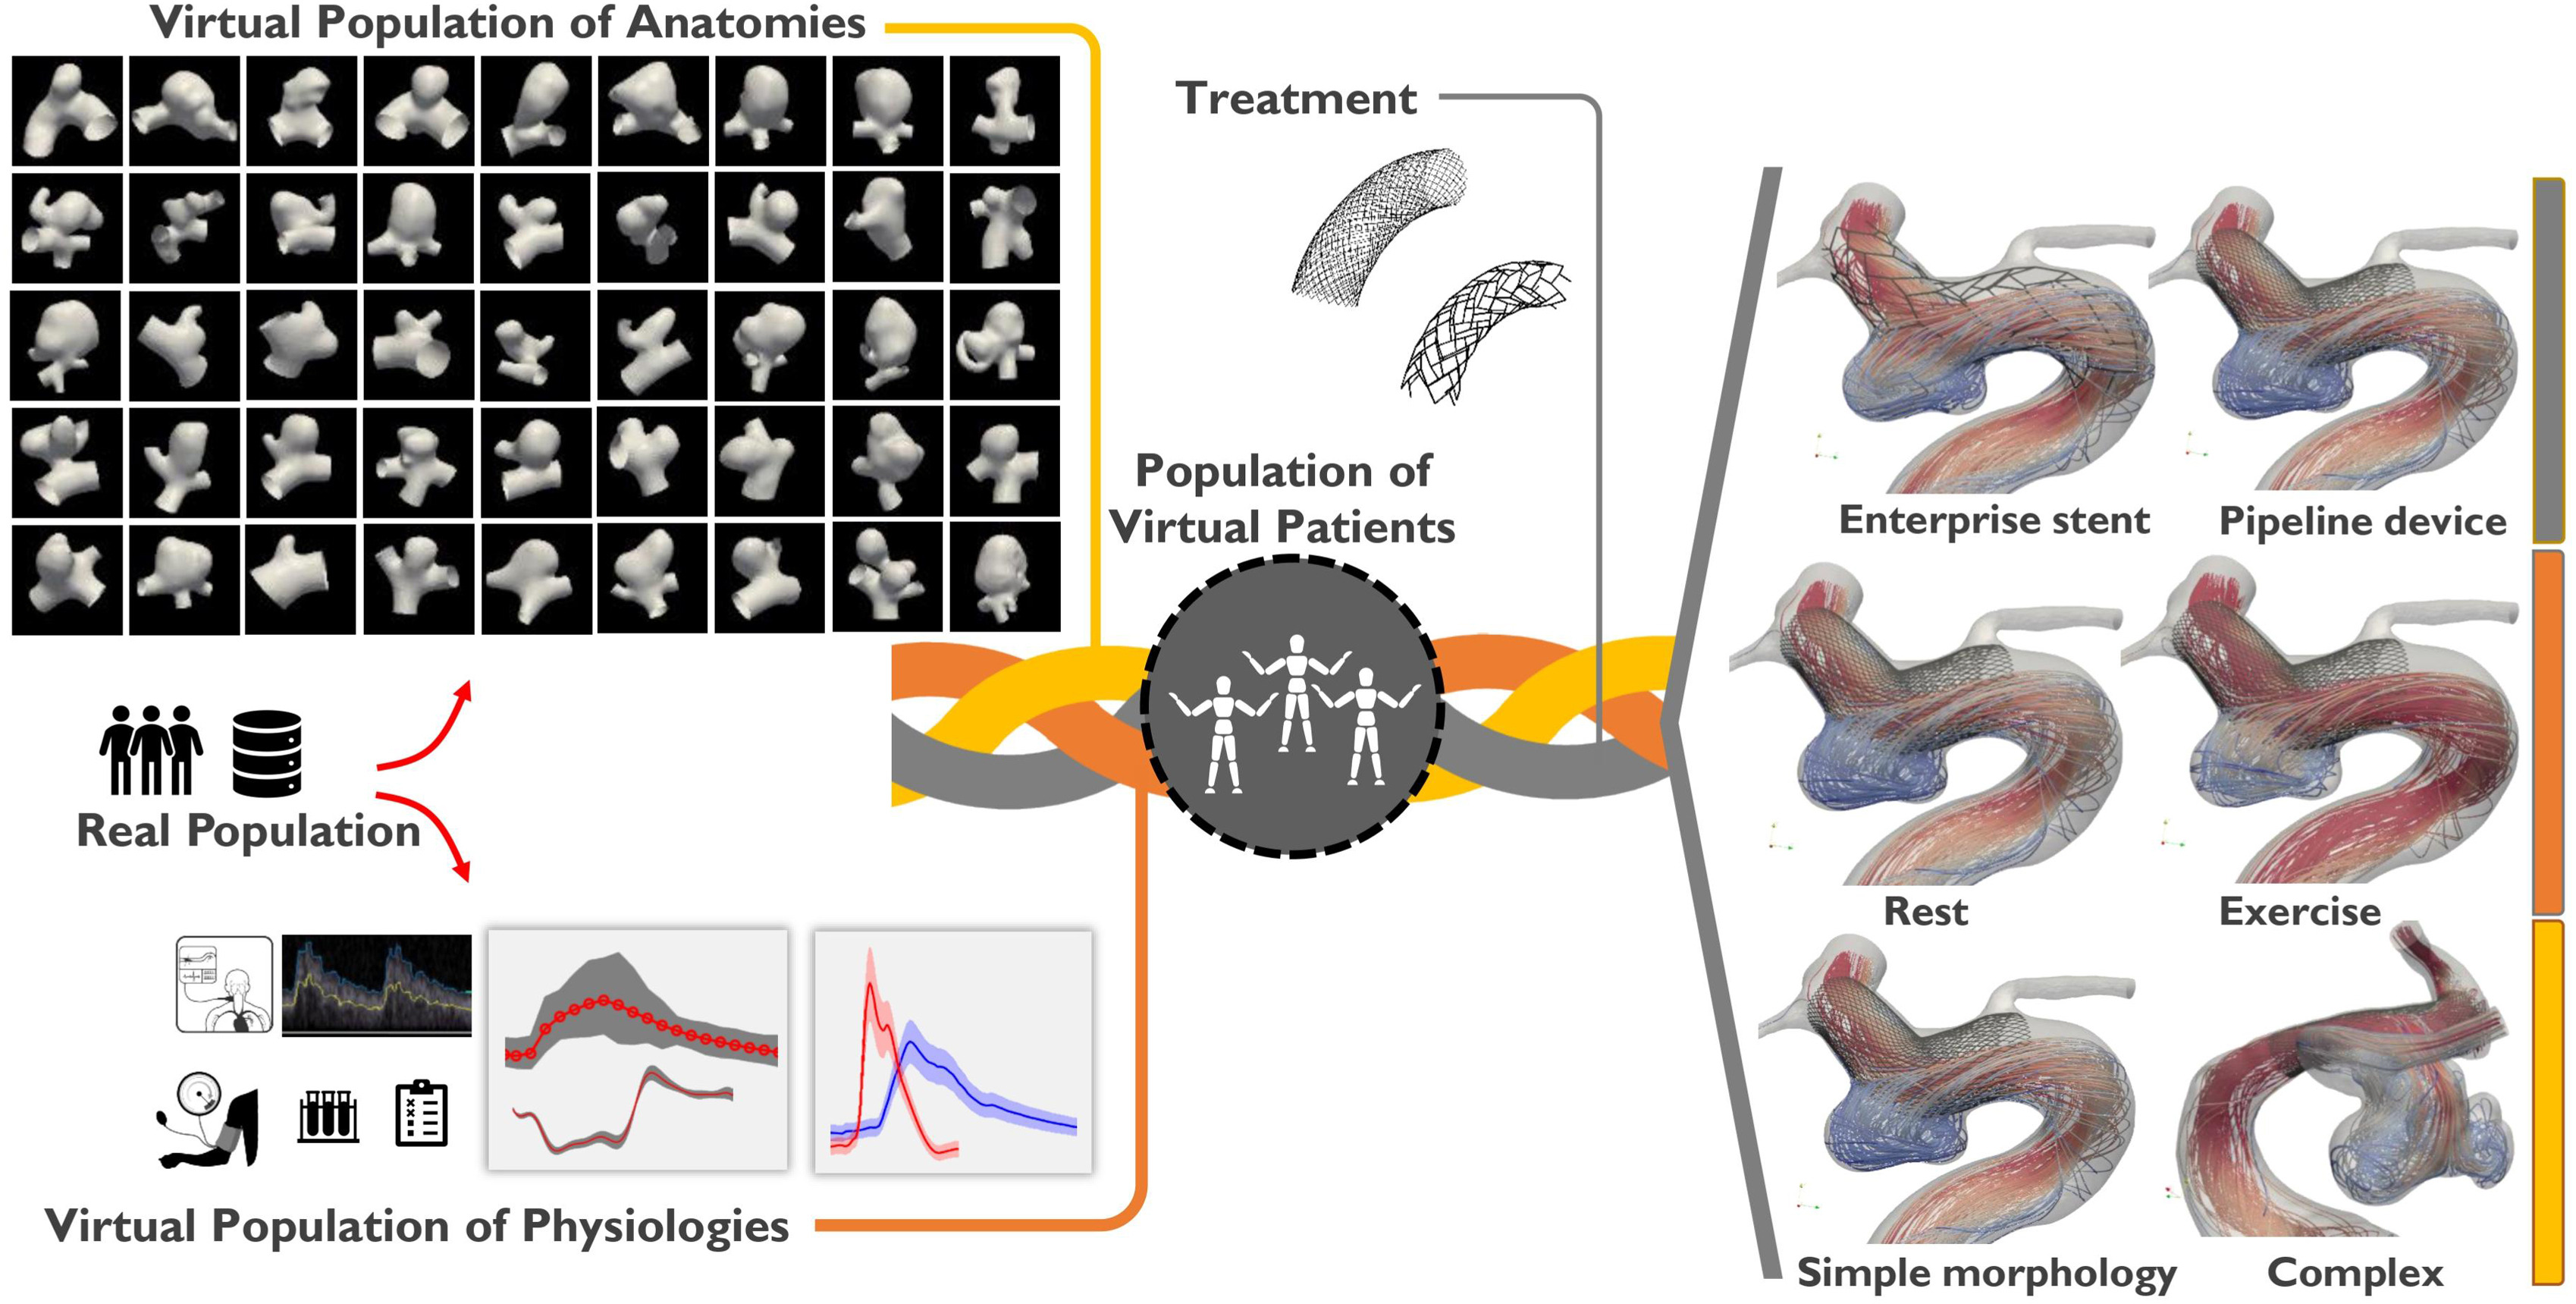 Virtual Population of Anatomies
Treatment
Population of
Virtual Patients
Enterprise stent
Pipeline device
Real Population
Rest
Exercise
Virtual Population of Physiologies
Simple morphology
Complex